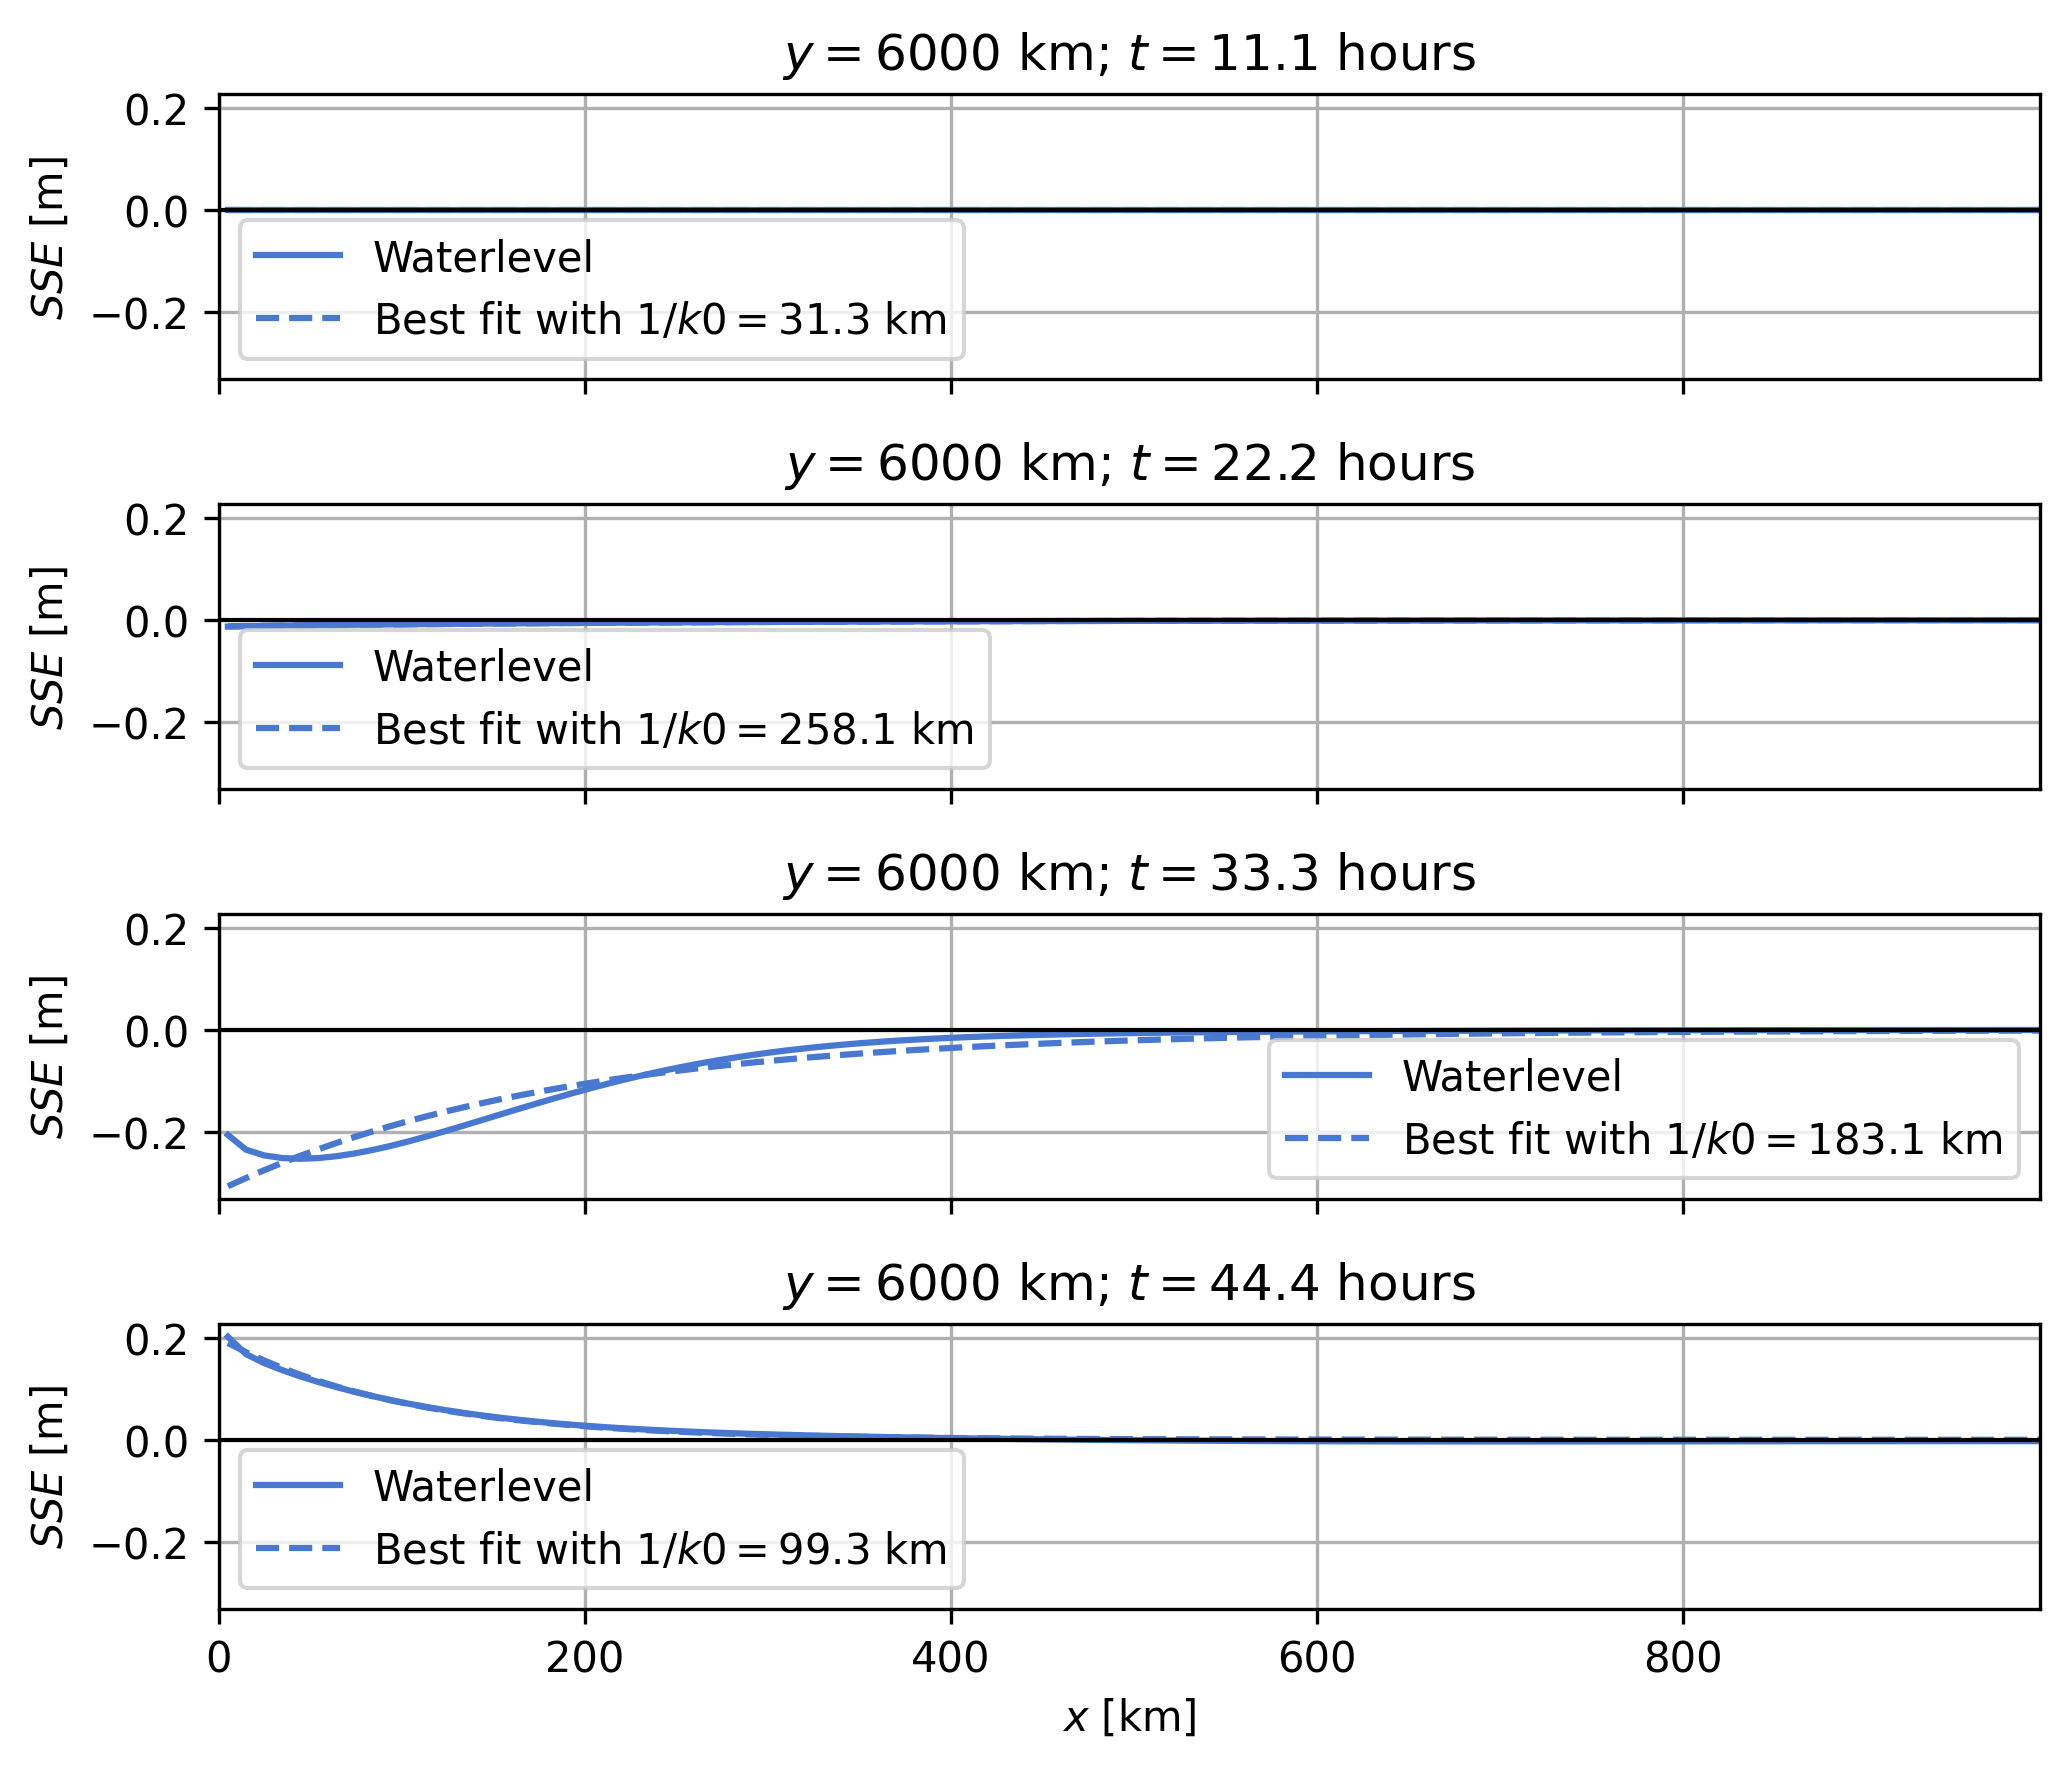 y = 6000 km; t = 11.1 hours
SSE [m]
0.2
0.0
−0.2
Waterlevel
Best fit with 1/k0 = 31.3 km
y = 6000 km; t = 22.2 hours
SSE [m]
0.2
0.0
−0.2
Waterlevel
Best fit with 1/k0 = 258.1 km
y = 6000 km; t = 33.3 hours
SSE [m]
0.2
0.0
−0.2
Waterlevel
Best fit with 1/k0 = 183.1 km
y = 6000 km; t = 44.4 hours
SSE [m]
0.2
0.0
−0.2
Waterlevel
Best fit with 1/k0 = 99.3 km
0 200 400 600 800
x [km]